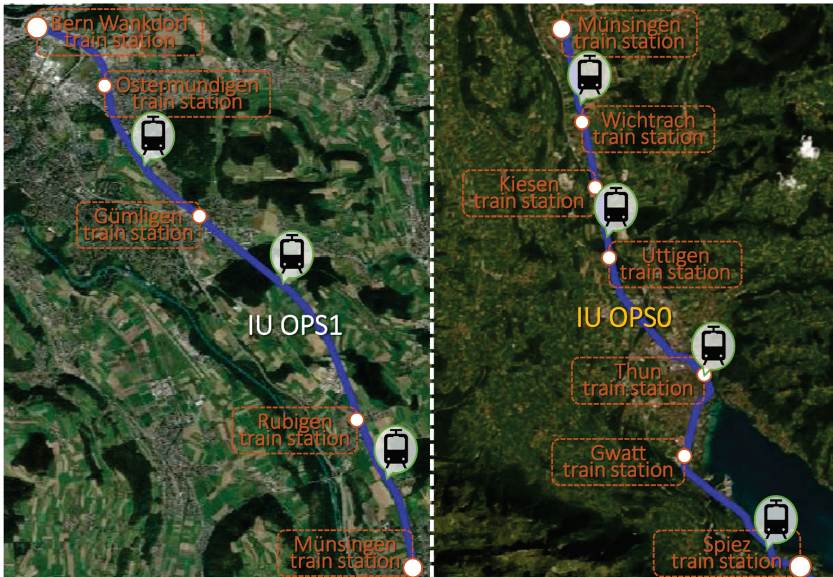 Bern Wankdorf
train station
Ostermundigen
train station
Gümligen
train station
IU OPS1
Rubigen
train station
Münsingen
train station
Münsingen
train station
Wichtrach
train station
Kiesen
train station
Uttigen
train station
IU OPS0
Thun
train station
Gwatt
train station
Spiez
train station